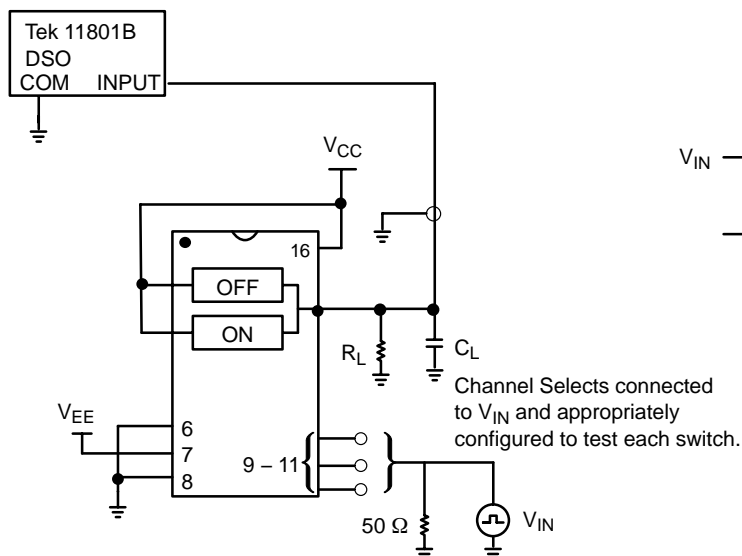 Tek 11801B
DSO
COM INPUT
VCC
VIN
16
OFF
ON
RL
CL
Channel Selects connected
to VIN and appropriately
configured to test each switch.
VEE
6
7
8
9 – 11
50 Ω
VIN